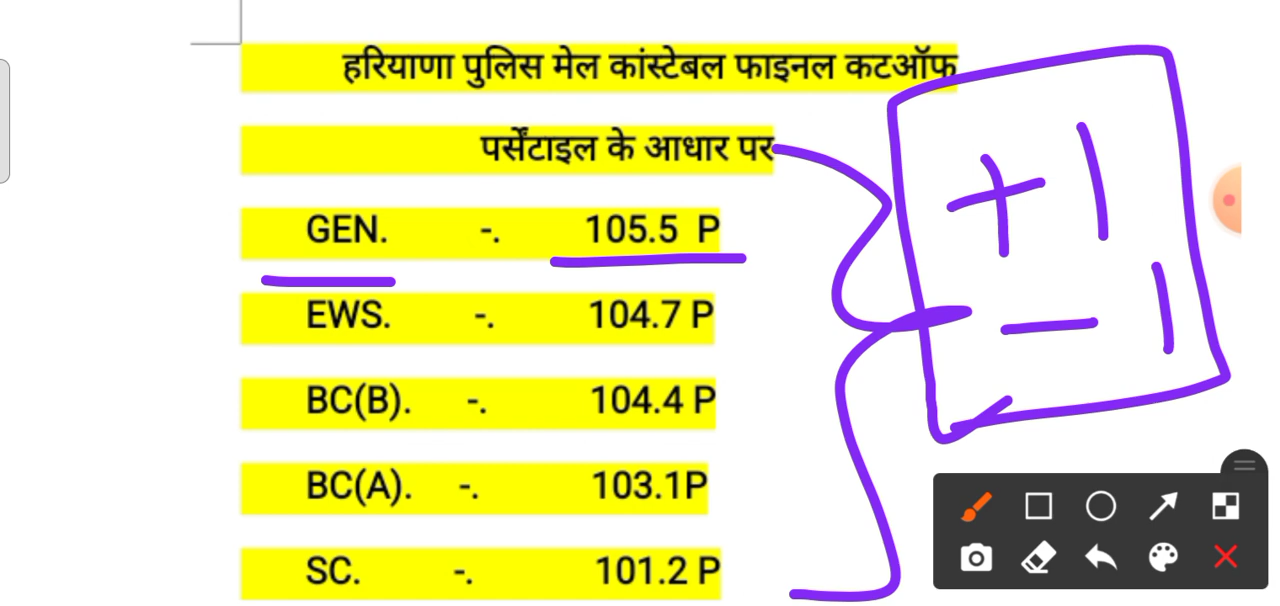 हरियाणा पुलिस मेल कांस्टेबल फाइनल कटऑफ
पर्सेंटाइल के आधार पर
GEN. -. 105.5 P
EWS. -. 104.7 P
BC(B). -. 104.4 P
BC(A). -. 103.1P
SC. -. 101.2 P
+1
-1